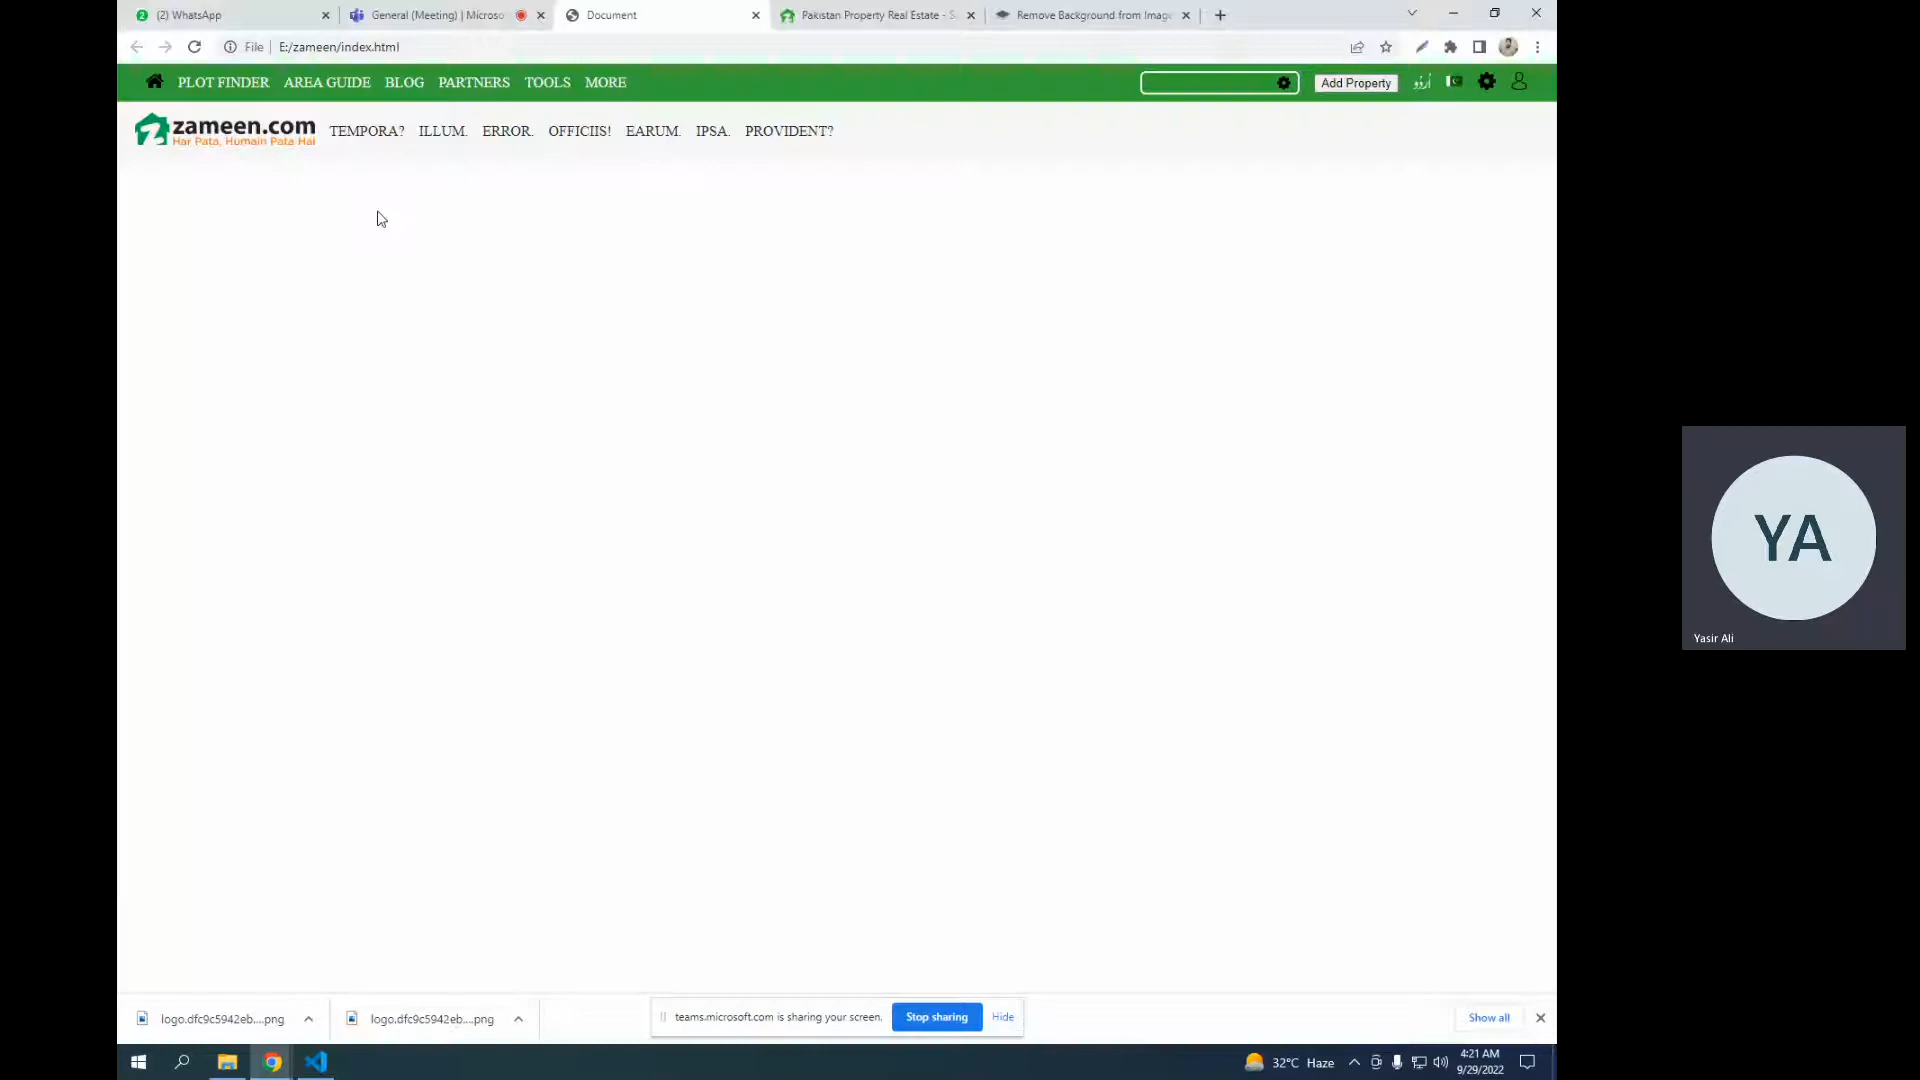 (2) WhatsApp
General (Meeting) | Microso
Document
Pakistan Property Real Estate - S
Remove Background from Imag
File
E:/zameen/index.html
PLOT FINDER AREA GUIDE BLOG PARTNERS TOOLS MORE
Add Property
اُردُو
zameen.com
Har Pata, Humain Pata Hai
TEMPORA? ILLUM. ERROR. OFFICIIS! EARUM. IPSA. PROVIDENT?
YA
Yasir Ali
logo.dfc9c5942eb....png
logo.dfc9c5942eb....png
teams.microsoft.com is sharing your screen.
Stop sharing
Hide
Show all
32°C Haze
4:21 AM
9/29/2022